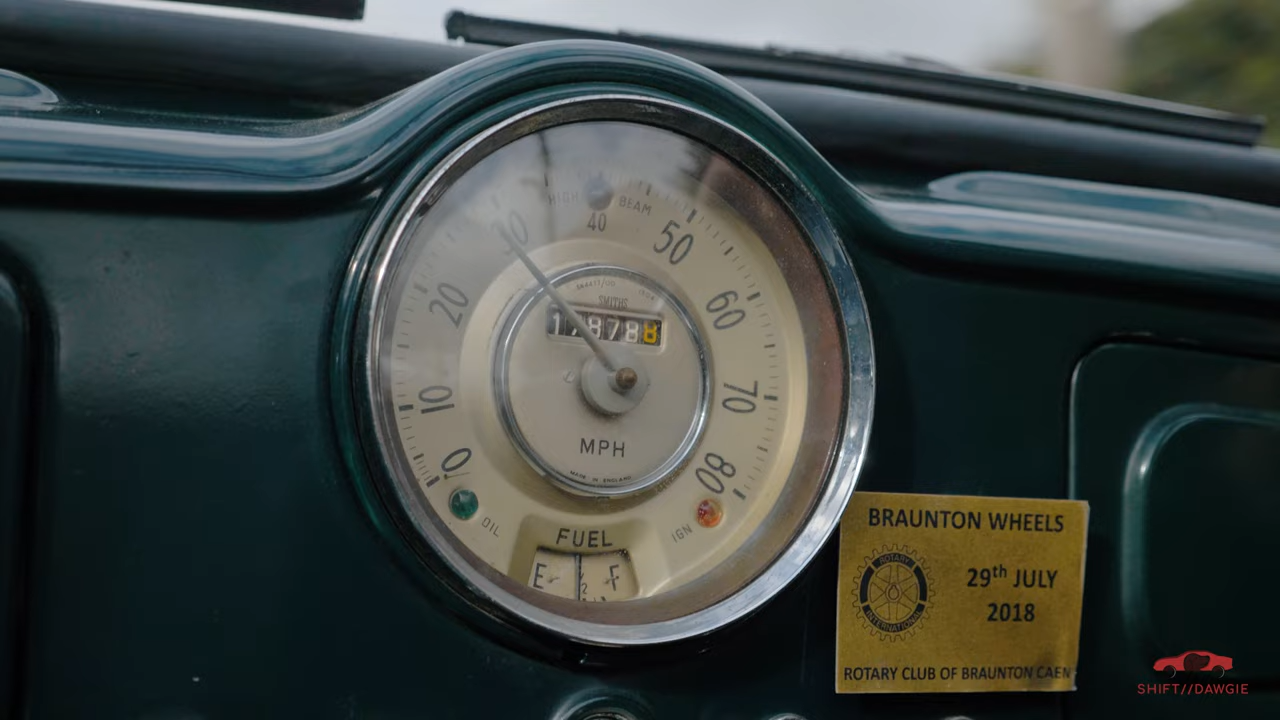 HIGH BEAM
0
10
20
30
40
50
60
70
80
SMITHS
MPH
MADE IN ENGLAND
OIL
IGN
FUEL
E
F
BRAUNTON WHEELS
ROTARY
INTERNATIONAL
29th JULY
2018
ROTARY CLUB OF BRAUNTON CAEN
SHIFT//DAWGIE